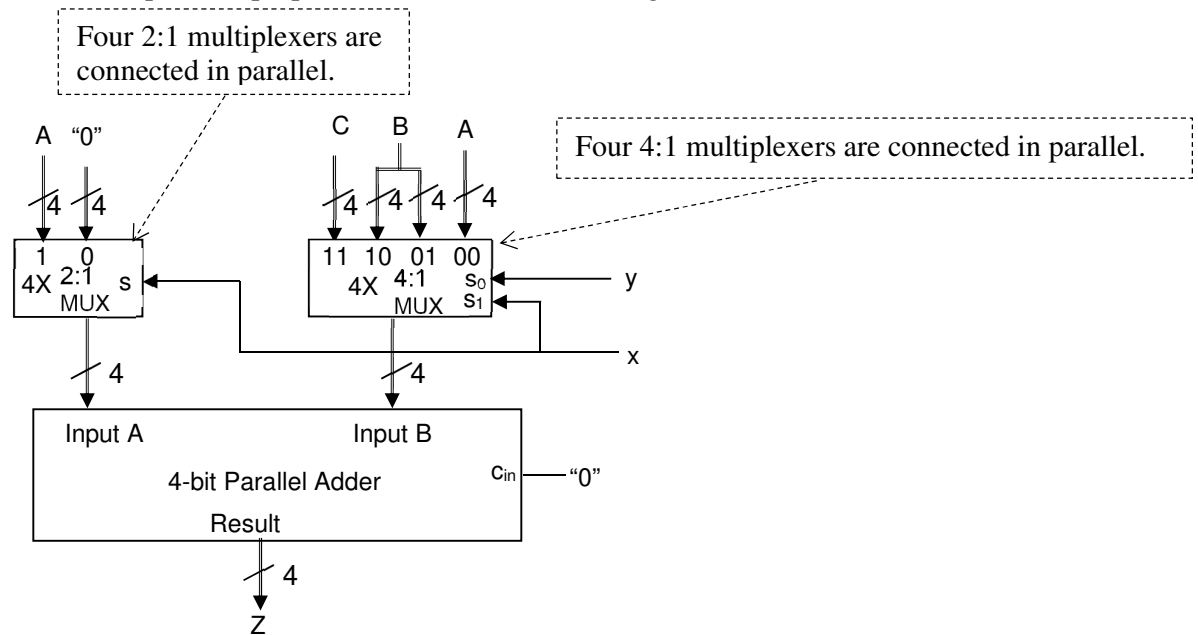 Four 2:1 multiplexers are
connected in parallel.
Four 4:1 multiplexers are connected in parallel.
A "0"
C B A
4 4
4 4 4 4
1 0
4X 2:1 s
MUX
11 10 01 00
4X 4:1 s0
MUX s1
y
x
4
4
Input A Input B
4-bit Parallel Adder
cin "0"
Result
4
Z